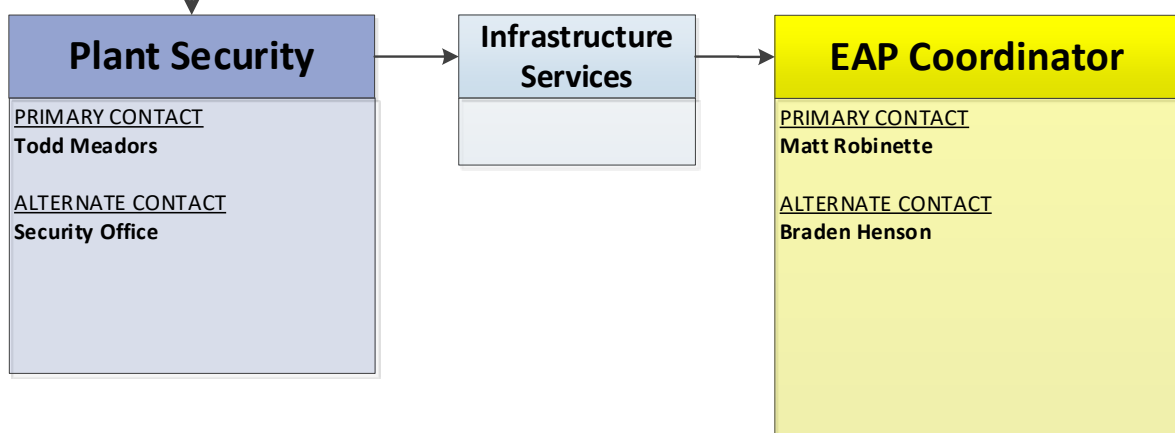 Plant Security
PRIMARY CONTACT
Todd Meadors
ALTERNATE CONTACT
Security Office
Infrastructure
Services
EAP Coordinator
PRIMARY CONTACT
Matt Robinette
ALTERNATE CONTACT
Braden Henson